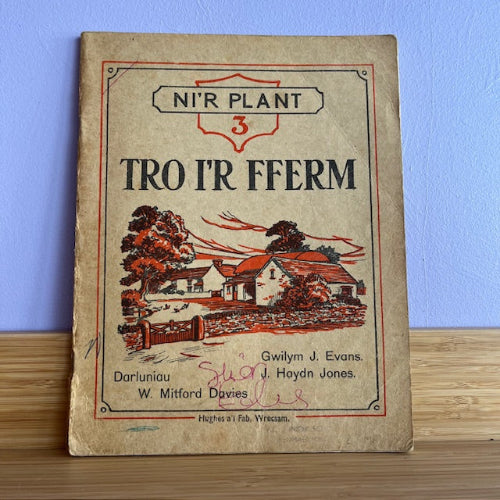 NI'R PLANT
3
TRO I'R FFERM
Gwilym J. Evans.
Darluniau J. Haydn Jones.
W. Mitford Davies
Hughes a'i Fab, Wrecsam.